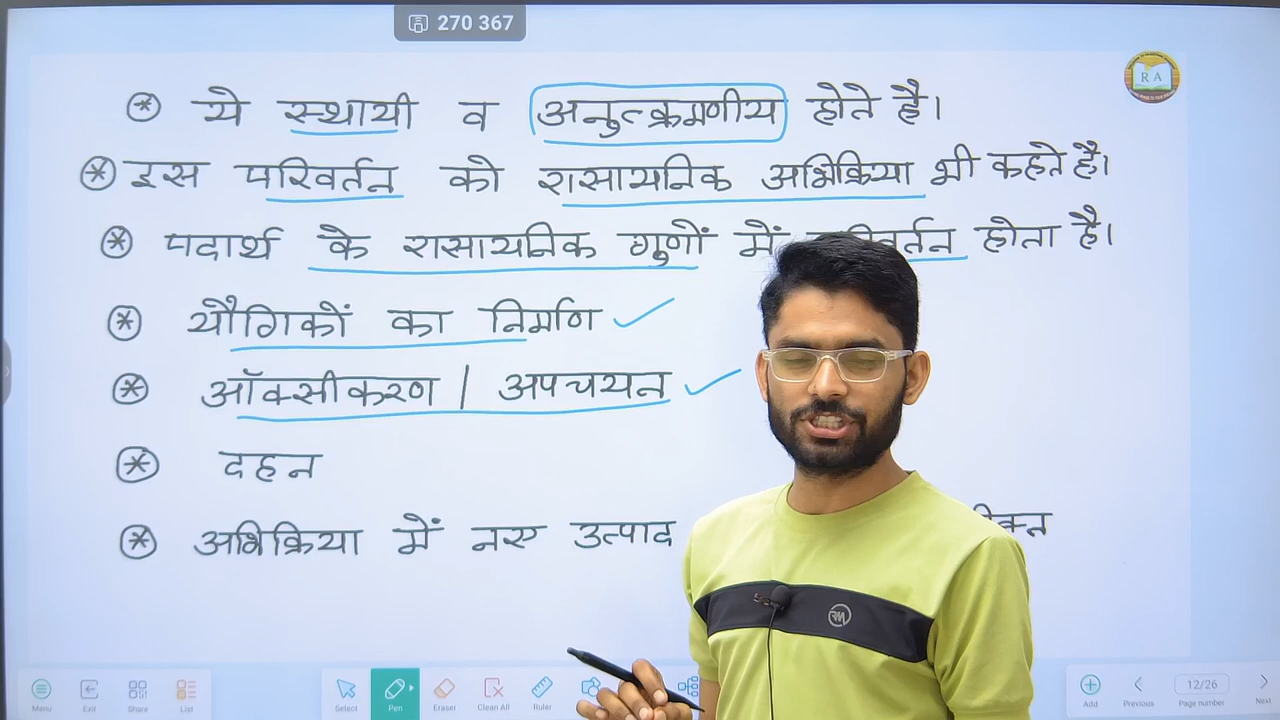 270 367
R A
* ये स्थायी व अनुत्क्रमणीय होते है।
* इस परिवर्तन को रासायनिक अभिक्रिया भी कहते है।
* पदार्थ के रासायनिक गुणों में होता है।
* यौगिकों का निर्माण ✓
* ऑक्सीकरण / अपचयन ✓
* दहन
* अभिक्रिया में नए उत्पाद
Menu Exit Share List Select Pen Eraser Clean All Ruler Add Previous 12/26 Page number Next